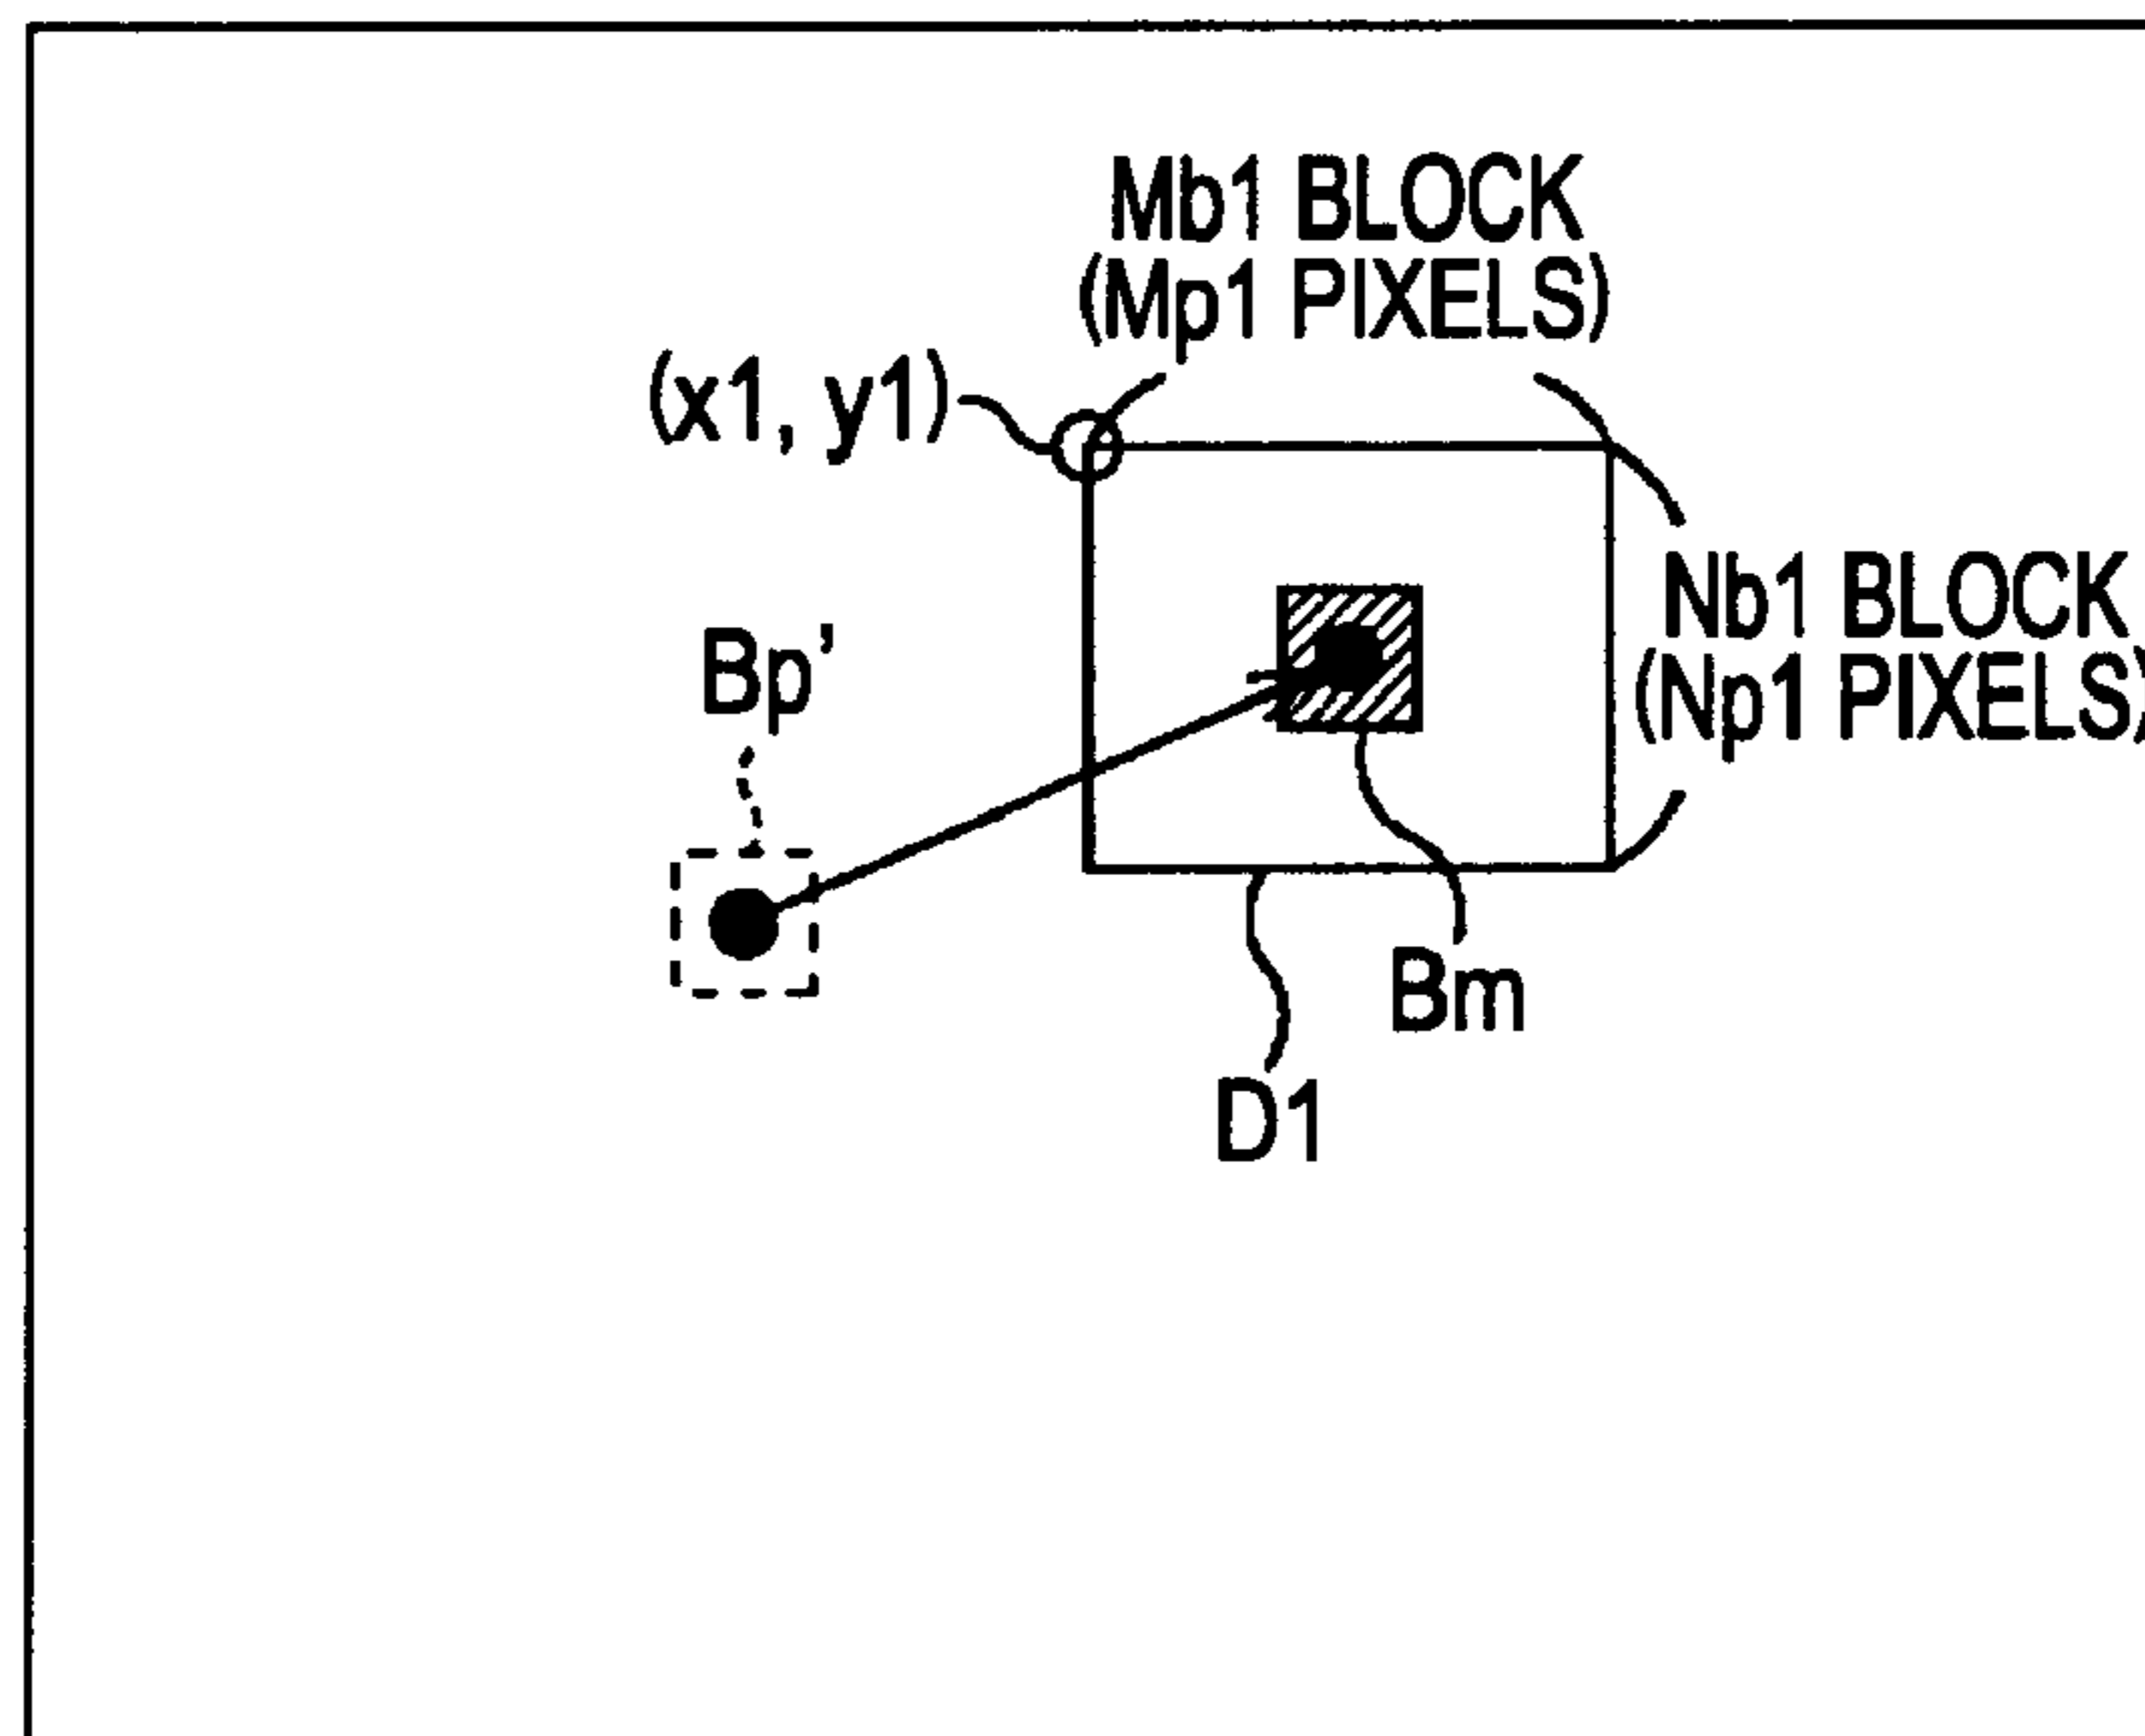 Mb1 BLOCK
(Mp1 PIXELS)
(x1, y1)
Nb1 BLOCK
(Np1 PIXELS)
Bp'
Bm
D1